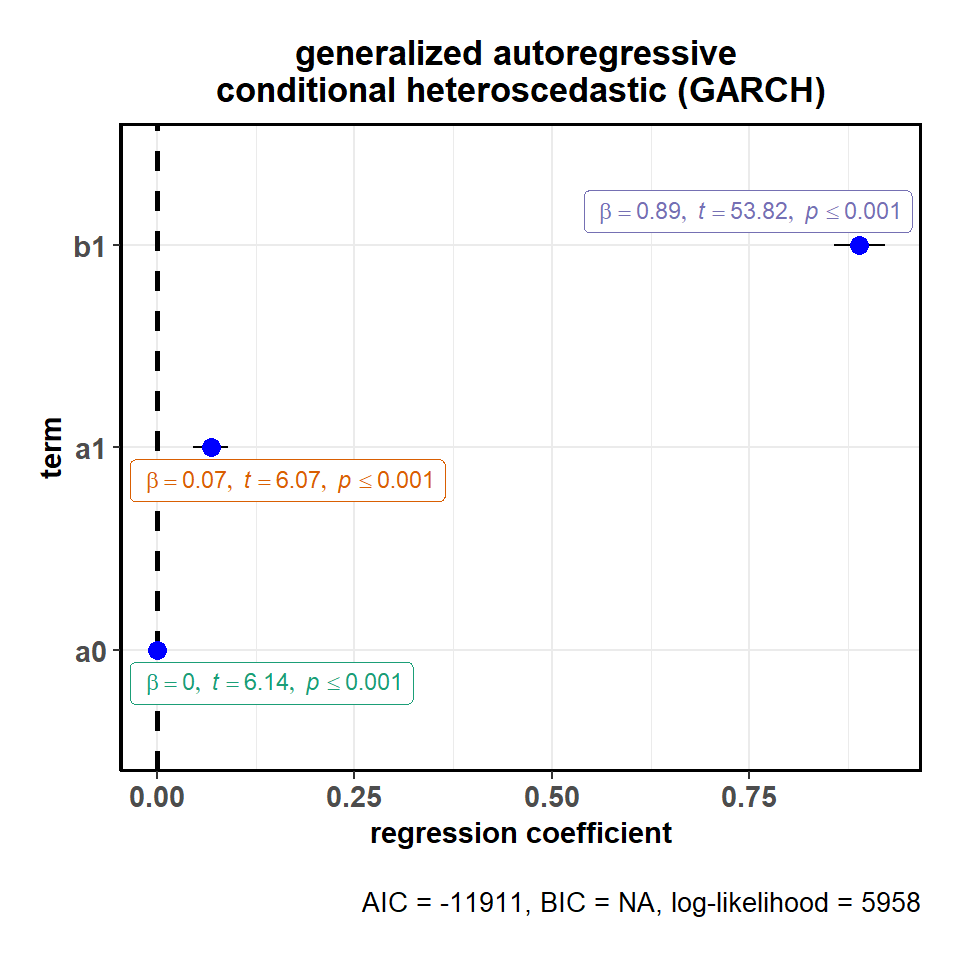 generalized autoregressive
conditional heteroscedastic (GARCH)
β = 0.89, t = 53.82, p ≤ 0.001
b1
a1
β = 0.07, t = 6.07, p ≤ 0.001
a0
β = 0, t = 6.14, p ≤ 0.001
term
0.00 0.25 0.50 0.75
regression coefficient
AIC = -11911, BIC = NA, log-likelihood = 5958